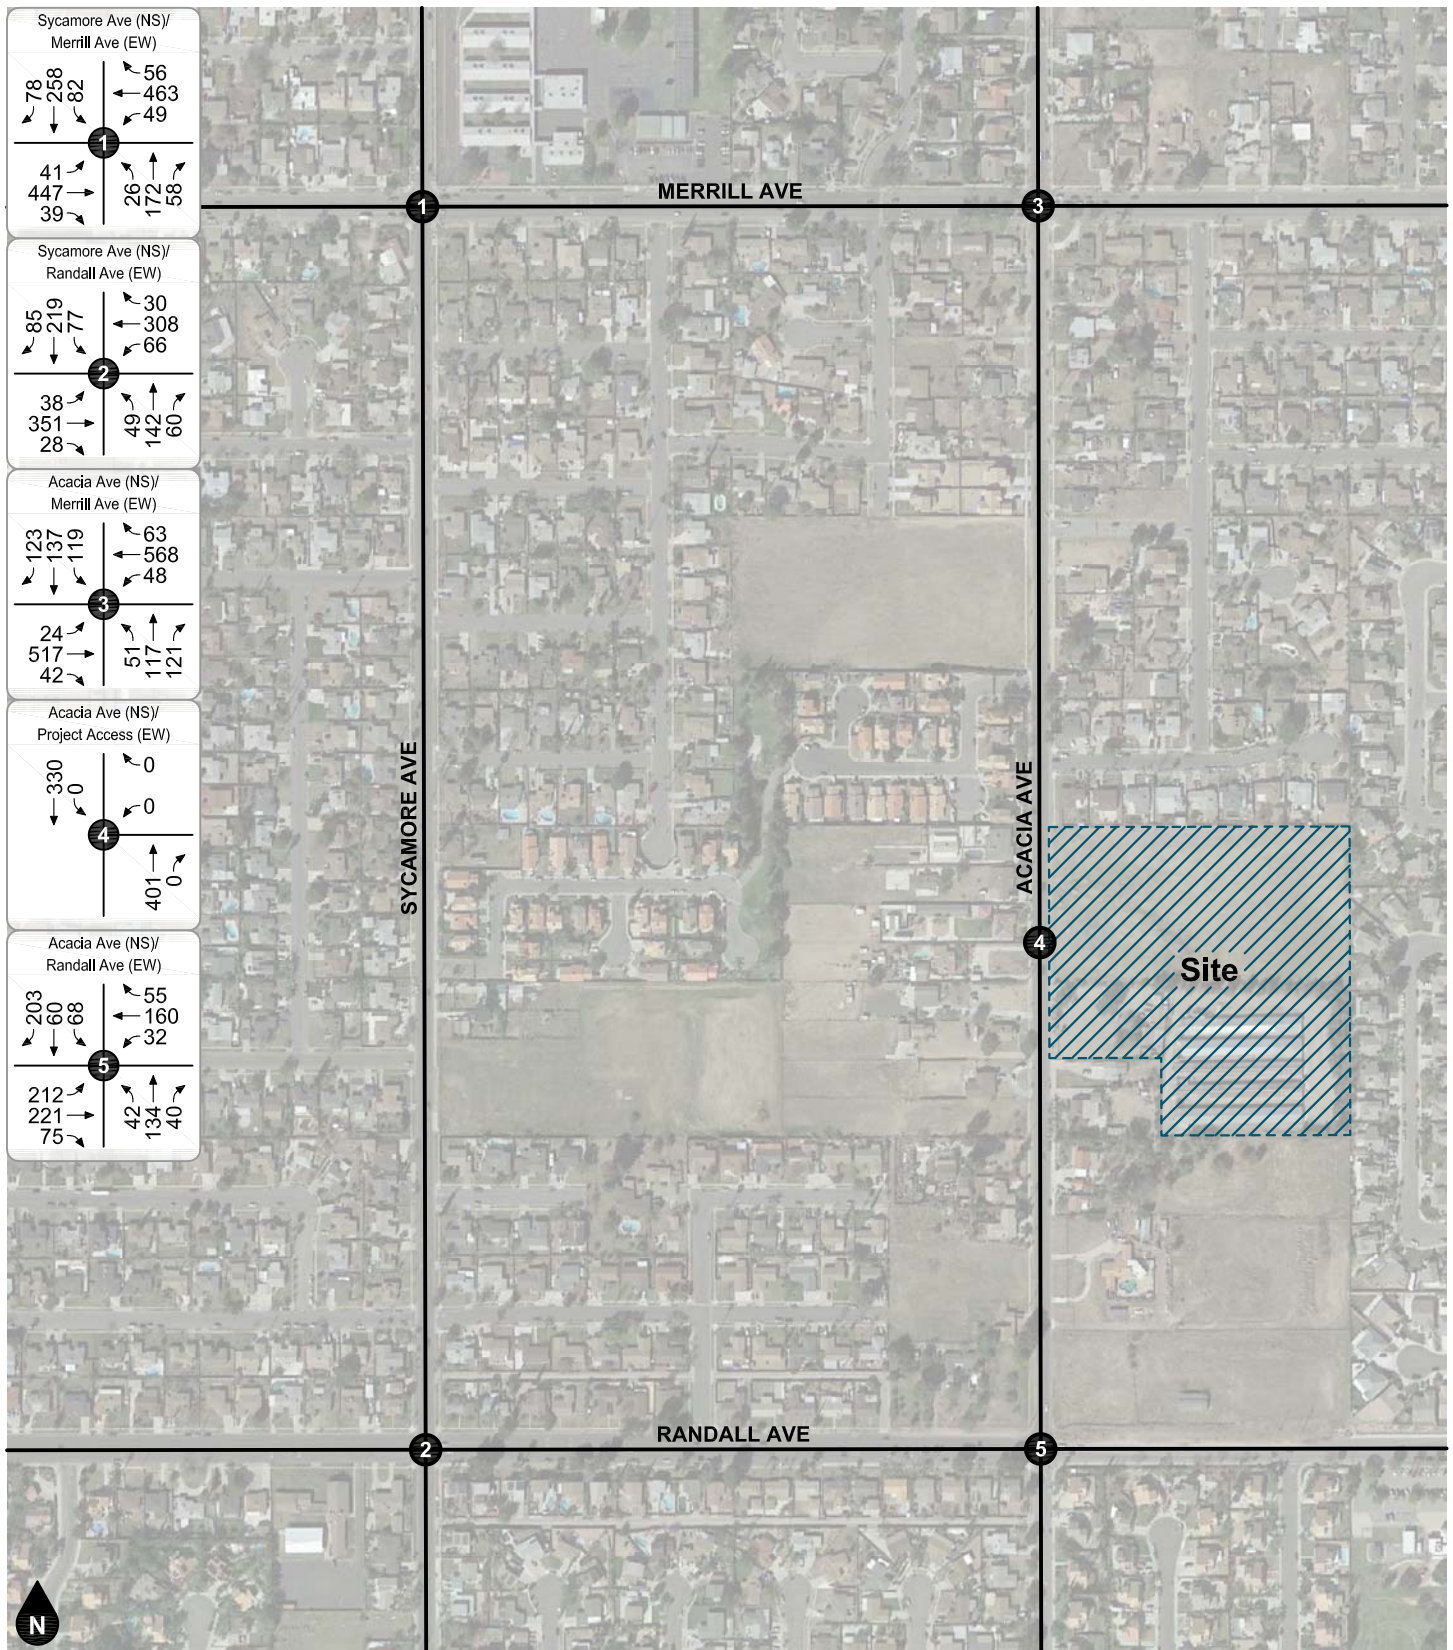 Sycamore Ave (NS)/
Merrill Ave (EW)
78 258 82
56
463
49
1
41
447
39
26 172 58
Sycamore Ave (NS)/
Randall Ave (EW)
85 219 77
30
308
66
2
38
351
28
49 142 60
Acacia Ave (NS)/
Merrill Ave (EW)
123 137 119
63
568
48
3
24
517
42
51 117 121
Acacia Ave (NS)/
Project Access (EW)
330 0
0
0
4
401 0
Acacia Ave (NS)/
Randall Ave (EW)
203 60 68
55
160
32
5
212
221
75
42 134 40
MERRILL AVE
1
3
SYCAMORE AVE
ACACIA AVE
4
Site
RANDALL AVE
2
5
N